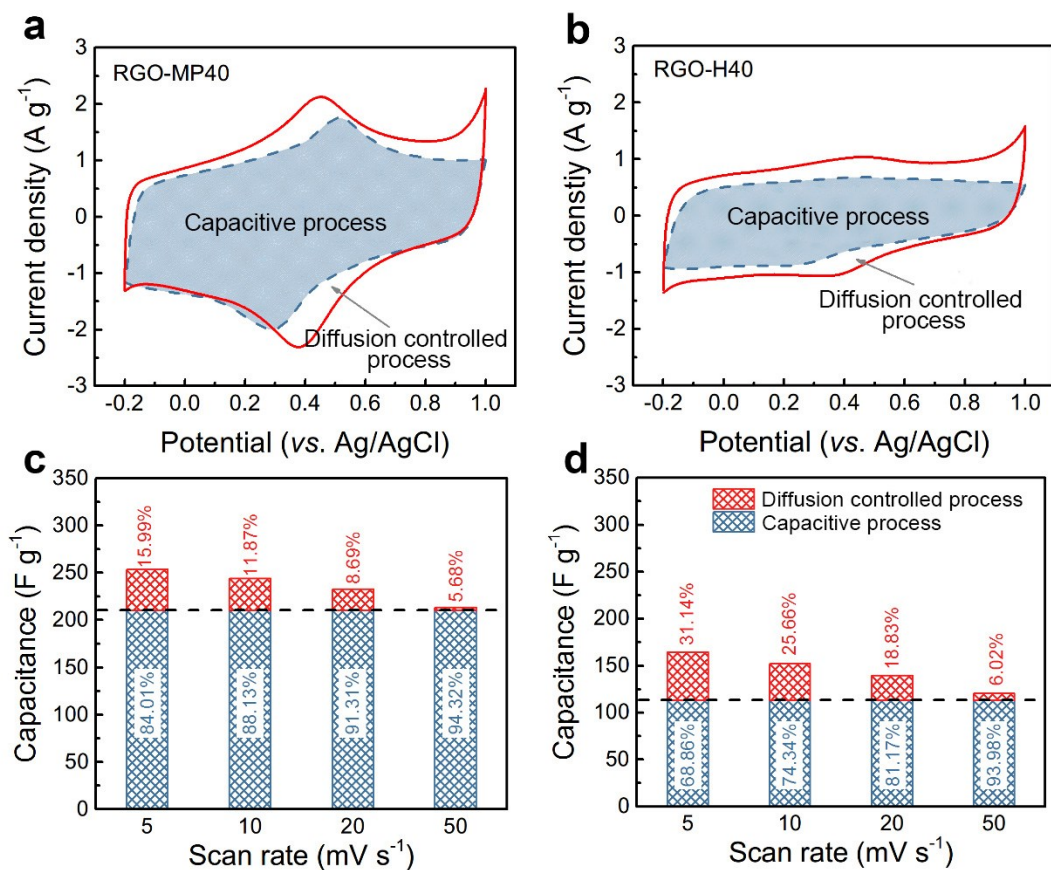 a
RGO-MP40
Capacitive process
Diffusion controlled
process
Current density (A g⁻¹)
3
2
1
0
-1
-2
-3
-0.2 0.0 0.2 0.4 0.6 0.8 1.0
Potential (vs. Ag/AgCl)
b
RGO-H40
Capacitive process
Diffusion controlled
process
Current denstiy (A g⁻¹)
3
2
1
0
-1
-2
-3
-0.2 0.0 0.2 0.4 0.6 0.8 1.0
Potential (vs. Ag/AgCl)
c
Capacitance (F g⁻¹)
350
300
250
200
150
100
50
0
15.99%
11.87%
8.69%
5.68%
84.01%
88.13%
91.31%
94.32%
5 10 20 50
Scan rate (mV s⁻¹)
d
Diffusion controlled process
Capacitive process
Capacitance (F g⁻¹)
350
300
250
200
150
100
50
0
31.14%
25.66%
18.83%
6.02%
68.86%
74.34%
81.17%
93.98%
5 10 20 50
Scan rate (mV s⁻¹)